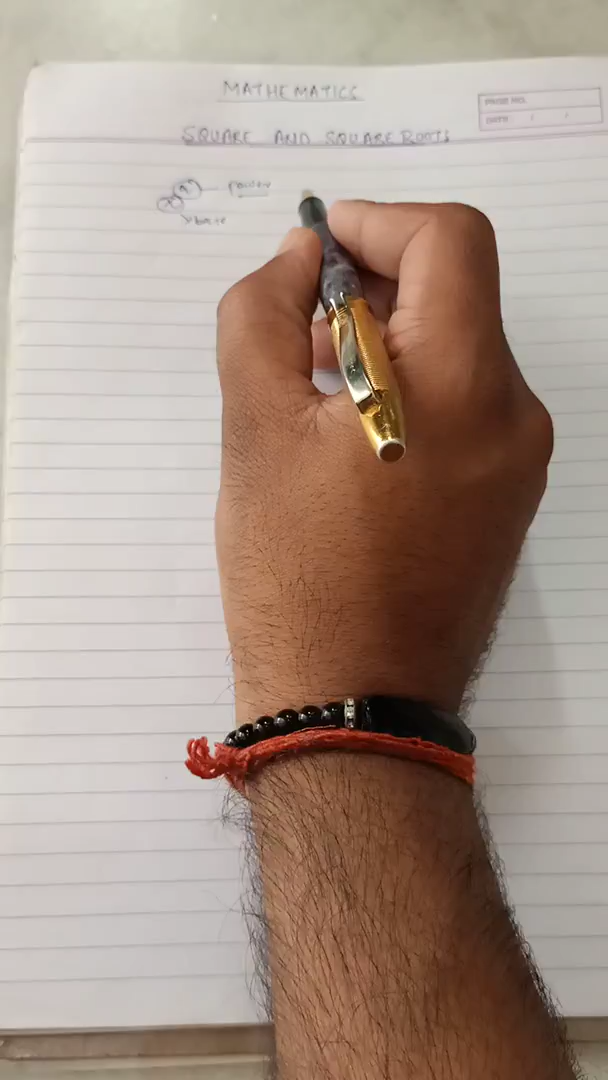 MATHEMATICS
PAGE NO.
DATE: / /
SQUARE AND SQUARE ROOTS
power
base